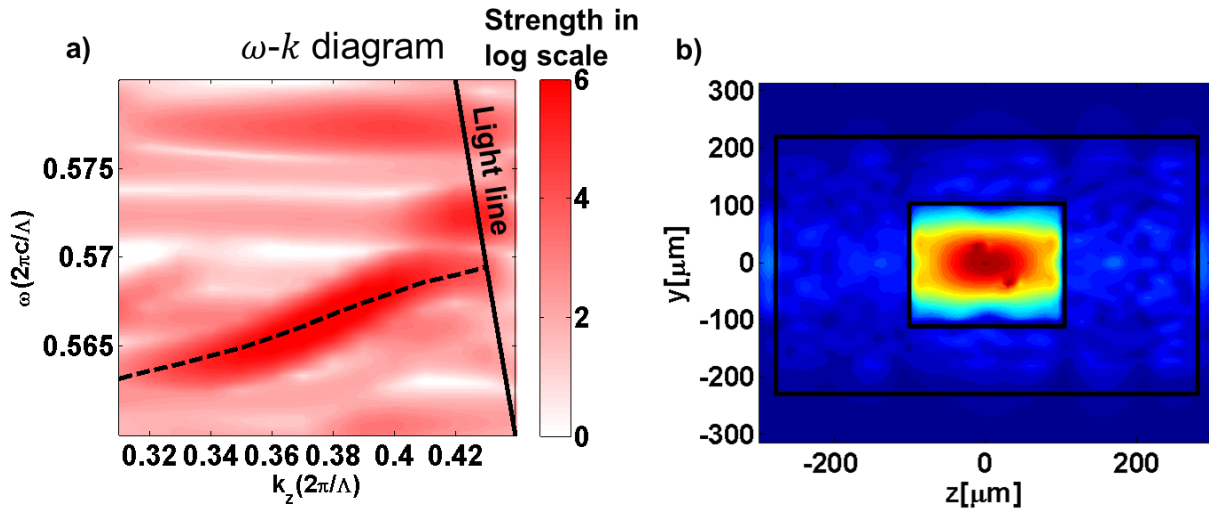 a)
ω-k diagram
Strength in
log scale
ω(2πc/Λ)
0.575
0.57
0.565
0.32 0.34 0.36 0.38 0.4 0.42
k_z(2π/Λ)
Light line
6
4
2
0
b)
y[μm]
300
200
100
0
-100
-200
-300
-200 0 200
z[μm]